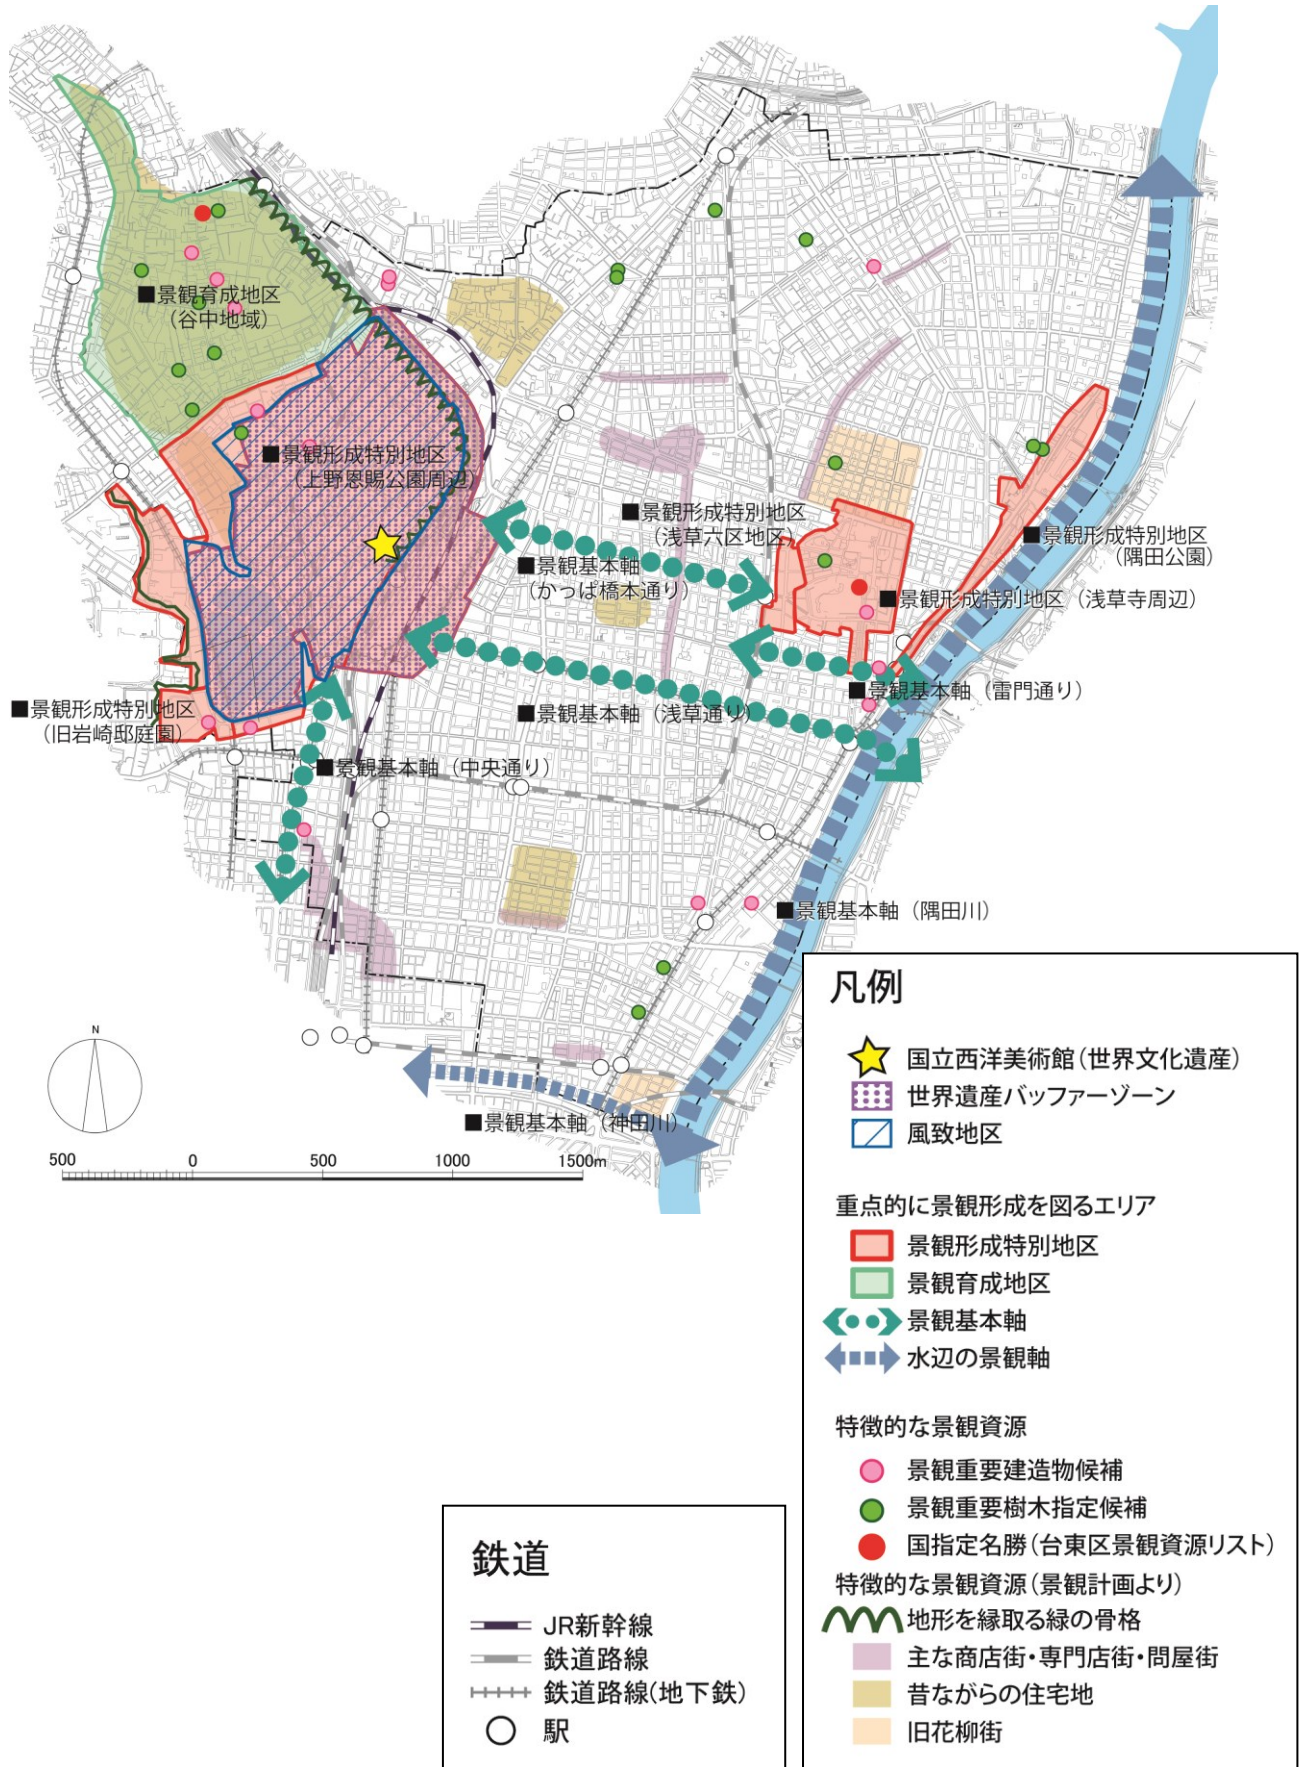 ■景観育成地区
（谷中地域）
■景観形成特別地区
（上野恩賜公園周辺）
■景観形成特別地区
（浅草六区地区）
■景観形成特別地区
（隅田公園）
■景観基本軸
（かっぱ橋本通り）
■景観形成特別地区（浅草寺周辺）
■景観基本軸（雷門通り）
■景観形成特別地区
（旧岩崎邸庭園）
■景観基本軸（浅草通り）
■景観基本軸（中央通り）
■景観基本軸（隅田川）
■景観基本軸（神田川）
N
500 0 500 1000 1500m
凡例
国立西洋美術館（世界文化遺産）
世界遺産バッファーゾーン
風致地区
重点的に景観形成を図るエリア
景観形成特別地区
景観育成地区
景観基本軸
水辺の景観軸
特徴的な景観資源
景観重要建造物候補
景観重要樹木指定候補
国指定名勝（台東区景観資源リスト）
特徴的な景観資源（景観計画より）
地形を縁取る緑の骨格
主な商店街・専門店街・問屋街
昔ながらの住宅地
旧花柳街
鉄道
JR新幹線
鉄道路線
鉄道路線（地下鉄）
駅